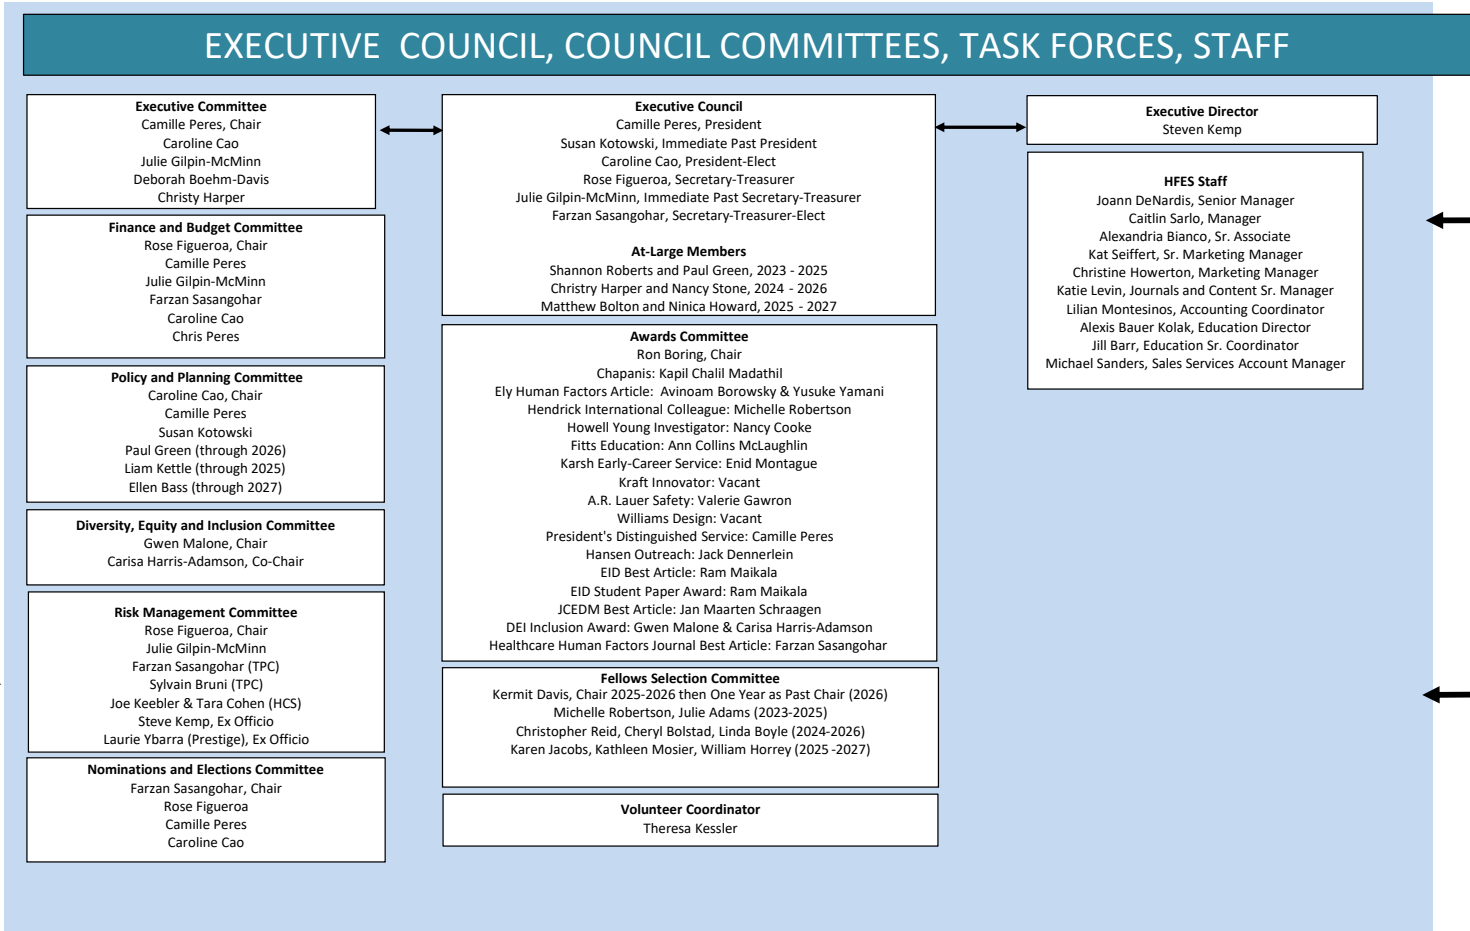 EXECUTIVE COUNCIL, COUNCIL COMMITTEES, TASK FORCES, STAFF
Executive Committee
Camille Peres, Chair
Caroline Cao
Julie Gilpin-McMinn
Deborah Boehm-Davis
Christy Harper
Finance and Budget Committee
Rose Figueroa, Chair
Camille Peres
Julie Gilpin-McMinn
Farzan Sasangohar
Caroline Cao
Chris Peres
Policy and Planning Committee
Caroline Cao, Chair
Camille Peres
Susan Kotowski
Paul Green (through 2026)
Liam Kettle (through 2025)
Ellen Bass (through 2027)
Diversity, Equity and Inclusion Committee
Gwen Malone, Chair
Carisa Harris-Adamson, Co-Chair
Risk Management Committee
Rose Figueroa, Chair
Julie Gilpin-McMinn
Farzan Sasangohar (TPC)
Sylvain Bruni (TPC)
Joe Keebler & Tara Cohen (HCS)
Steve Kemp, Ex Officio
Laurie Ybarra (Prestige), Ex Officio
Nominations and Elections Committee
Farzan Sasangohar, Chair
Rose Figueroa
Camille Peres
Caroline Cao
Executive Council
Camille Peres, President
Susan Kotowski, Immediate Past President
Caroline Cao, President-Elect
Rose Figueroa, Secretary-Treasurer
Julie Gilpin-McMinn, Immediate Past Secretary-Treasurer
Farzan Sasangohar, Secretary-Treasurer-Elect
At-Large Members
Shannon Roberts and Paul Green, 2023 - 2025
Christry Harper and Nancy Stone, 2024 - 2026
Matthew Bolton and Ninica Howard, 2025 - 2027
Awards Committee
Ron Boring, Chair
Chapanis: Kapil Chalil Madathil
Ely Human Factors Article: Avinoam Borowsky & Yusuke Yamani
Hendrick International Colleague: Michelle Robertson
Howell Young Investigator: Nancy Cooke
Fitts Education: Ann Collins McLaughlin
Karsh Early-Career Service: Enid Montague
Kraft Innovator: Vacant
A.R. Lauer Safety: Valerie Gawron
Williams Design: Vacant
President's Distinguished Service: Camille Peres
Hansen Outreach: Jack Dennerlein
EID Best Article: Ram Maikala
EID Student Paper Award: Ram Maikala
JCEDM Best Article: Jan Maarten Schraagen
DEI Inclusion Award: Gwen Malone & Carisa Harris-Adamson
Healthcare Human Factors Journal Best Article: Farzan Sasangohar
Fellows Selection Committee
Kermit Davis, Chair 2025-2026 then One Year as Past Chair (2026)
Michelle Robertson, Julie Adams (2023-2025)
Christopher Reid, Cheryl Bolstad, Linda Boyle (2024-2026)
Karen Jacobs, Kathleen Mosier, William Horrey (2025-2027)
Volunteer Coordinator
Theresa Kessler
Executive Director
Steven Kemp
HFES Staff
Joann DeNardis, Senior Manager
Caitlin Sarlo, Manager
Alexandria Bianco, Sr. Associate
Kat Seiffert, Sr. Marketing Manager
Christine Howerton, Marketing Manager
Katie Levin, Journals and Content Sr. Manager
Lilian Montesinos, Accounting Coordinator
Alexis Bauer Kolak, Education Director
Jill Barr, Education Sr. Coordinator
Michael Sanders, Sales Services Account Manager